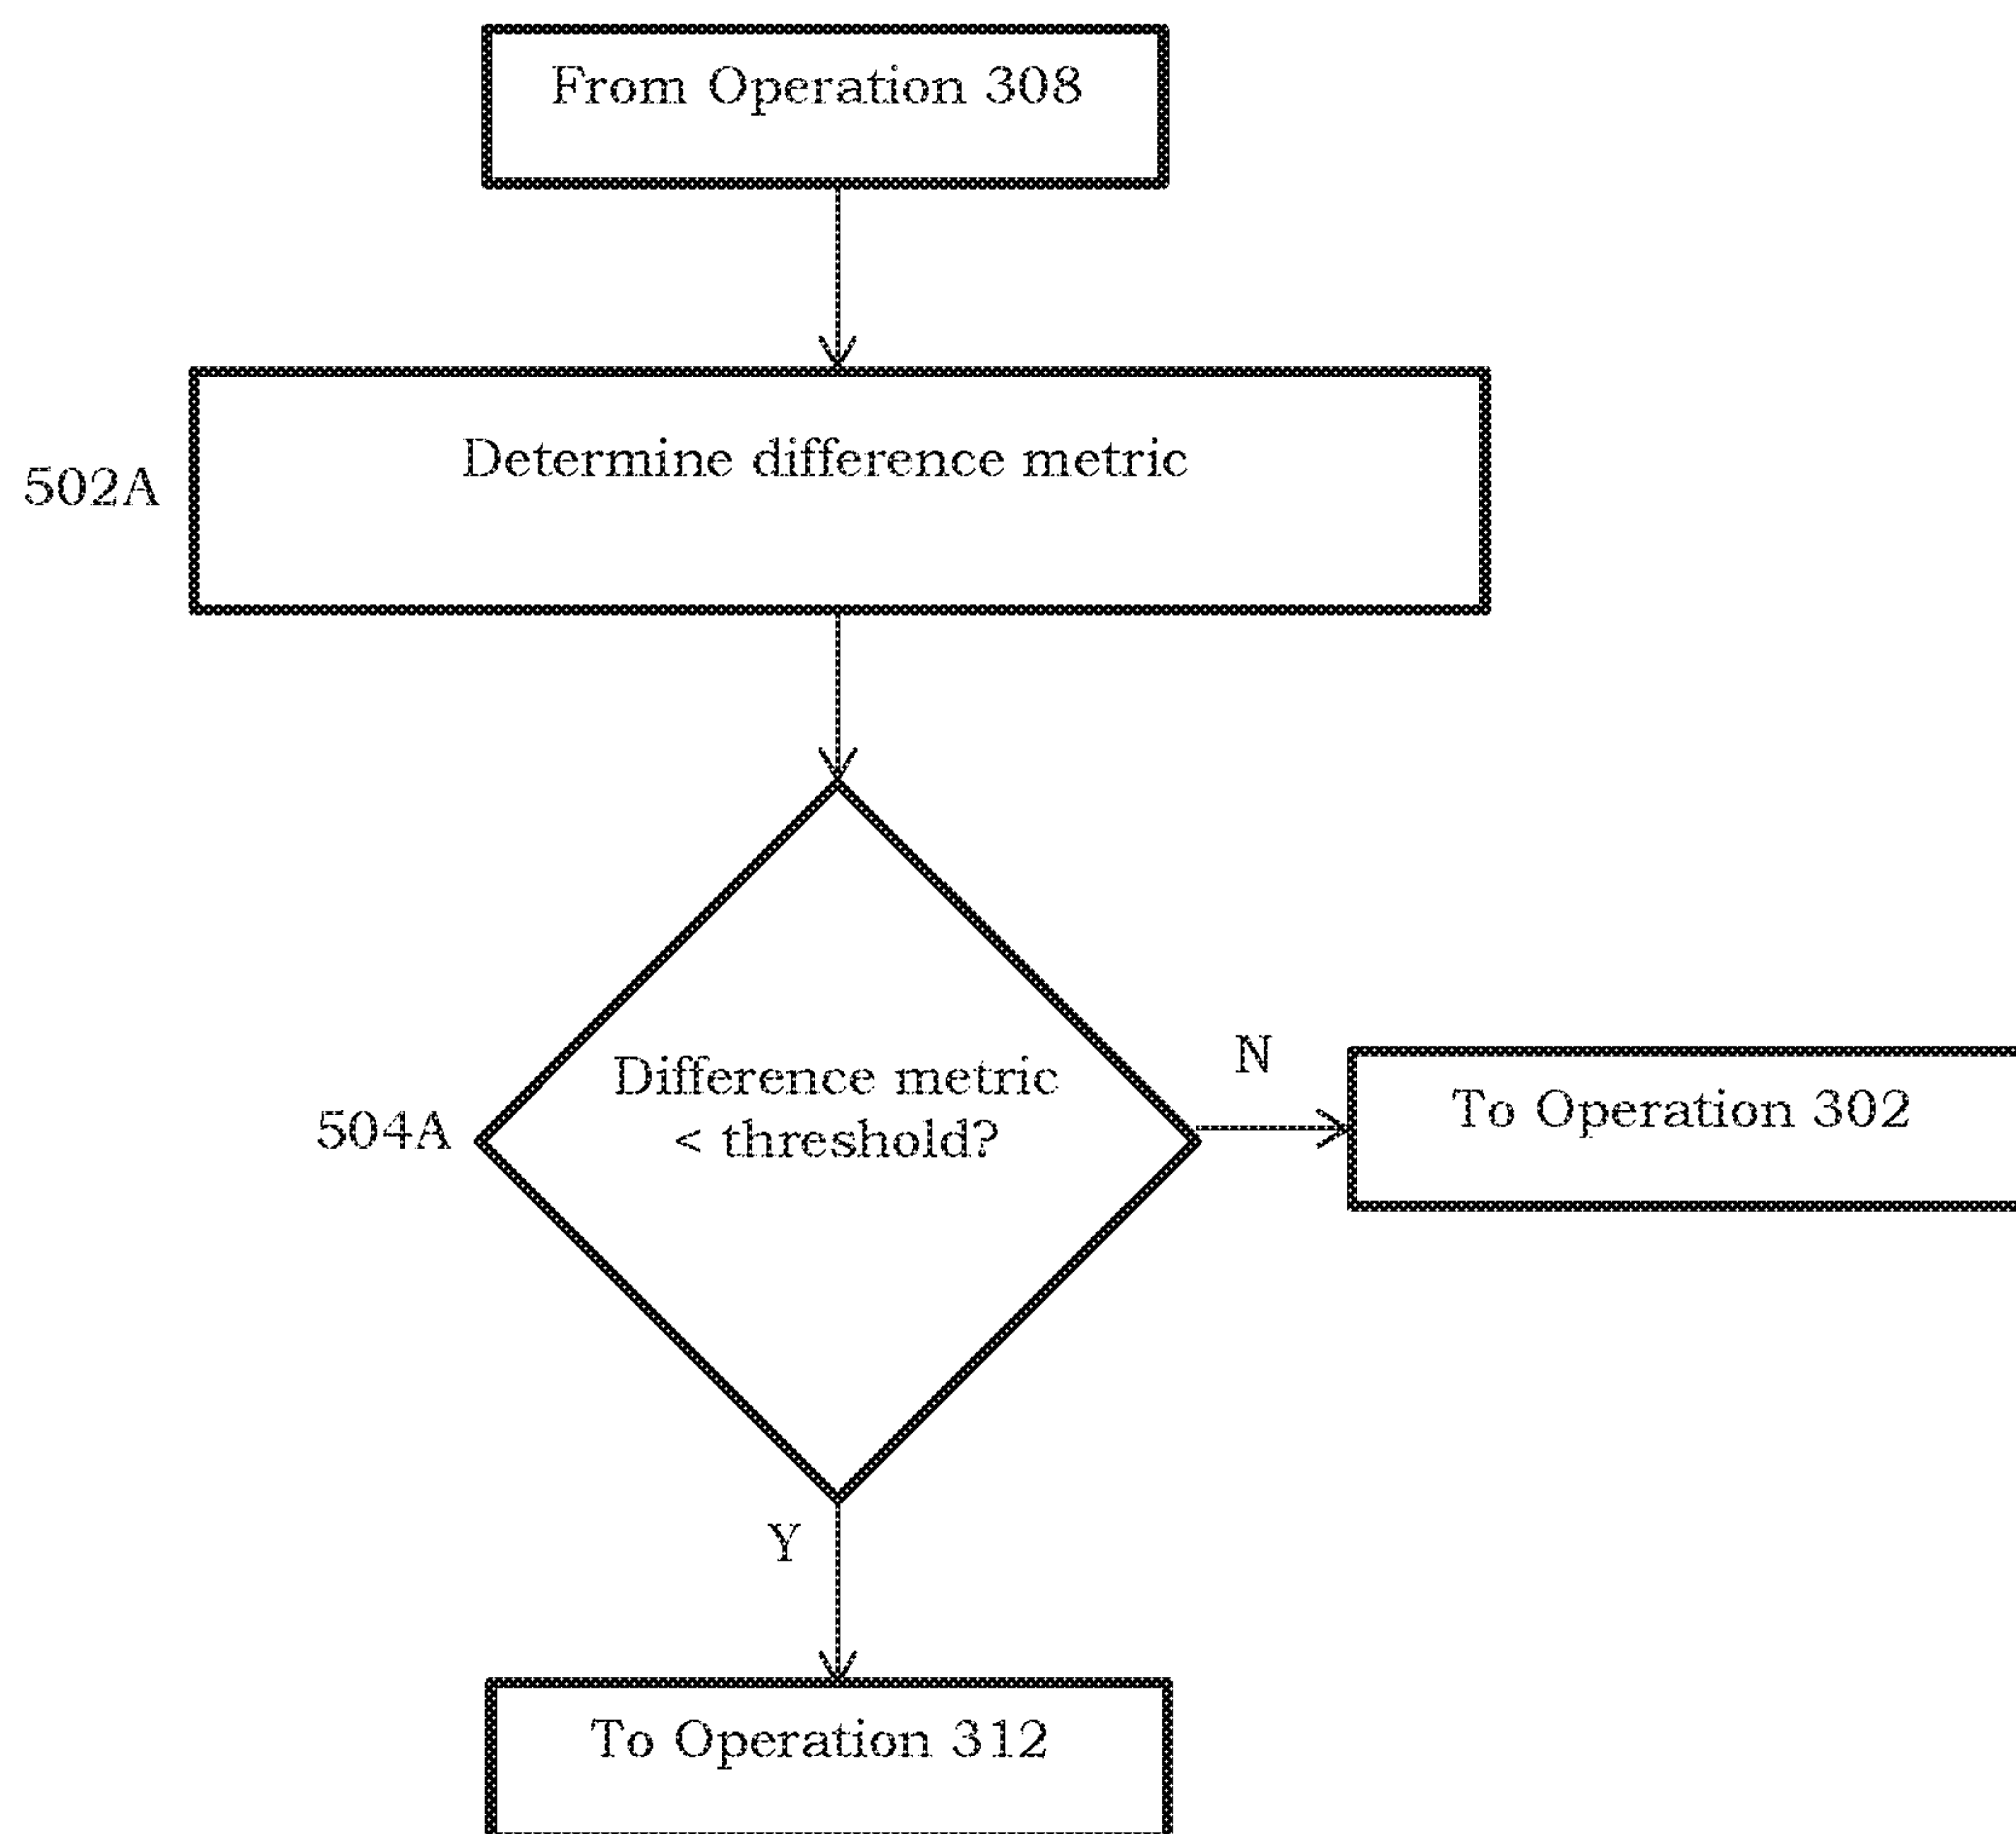 From Operation 308
502A
Determine difference metric
504A
Difference metric
< threshold?
N
To Operation 302
Y
To Operation 312